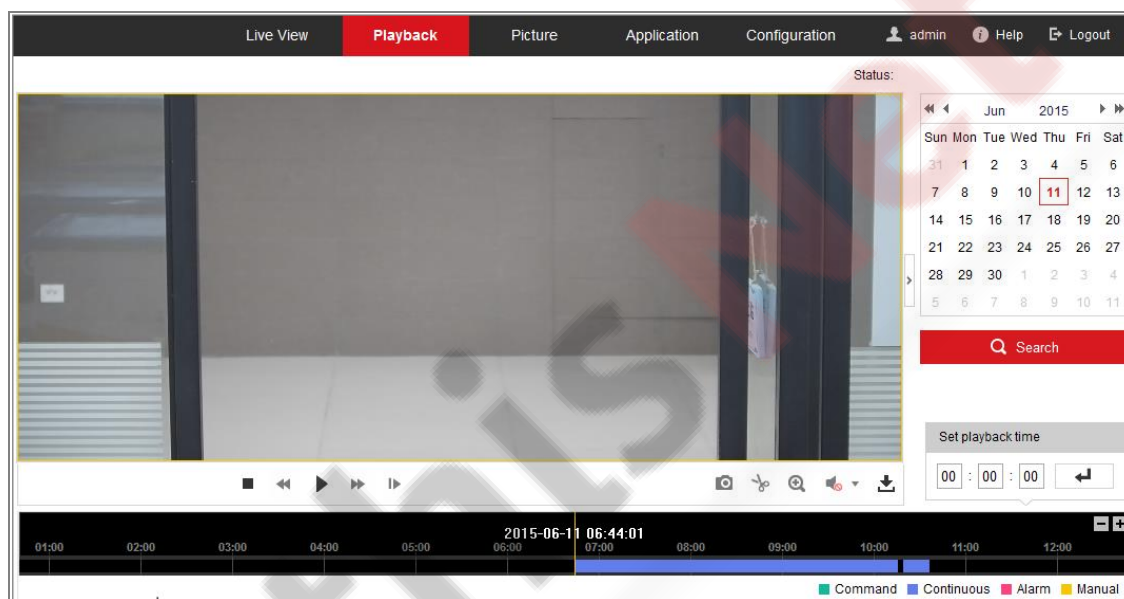 Live View Playback Picture Application Configuration admin Help Logout
Status:
Jun 2015
Sun Mon Tue Wed Thu Fri Sat
31 1 2 3 4 5 6
7 8 9 10 11 12 13
14 15 16 17 18 19 20
21 22 23 24 25 26 27
28 29 30 1 2 3 4
5 6 7 8 9 10 11
Search
Set playback time
00 : 00 : 00
2015-06-11 06:44:01
01:00 02:00 03:00 04:00 05:00 06:00 07:00 08:00 09:00 10:00 11:00 12:00
Command Continuous Alarm Manual
this Net